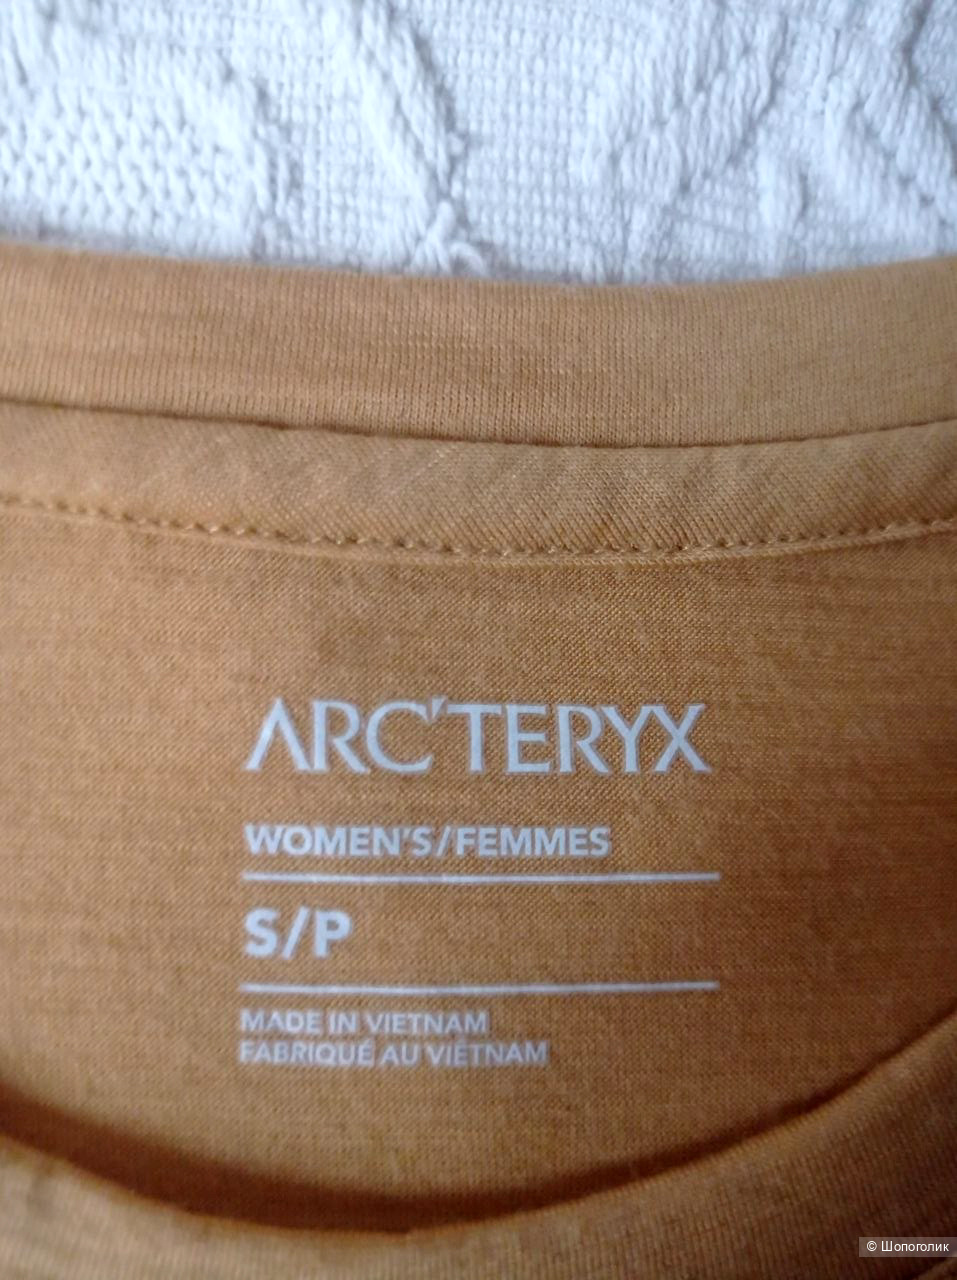 ARC'TERYX
WOMEN'S/FEMMES
S/P
MADE IN VIETNAM
FABRIQUÉ AU VIÊTNAM
© Шопоголик